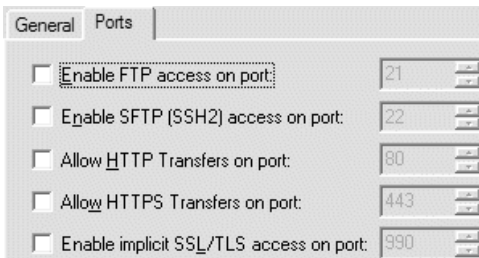 General Ports
Enable FTP access on port: 21
Enable SFTP (SSH2) access on port: 22
Allow HTTP Transfers on port: 80
Allow HTTPS Transfers on port: 443
Enable implicit SSL/TLS access on port: 990